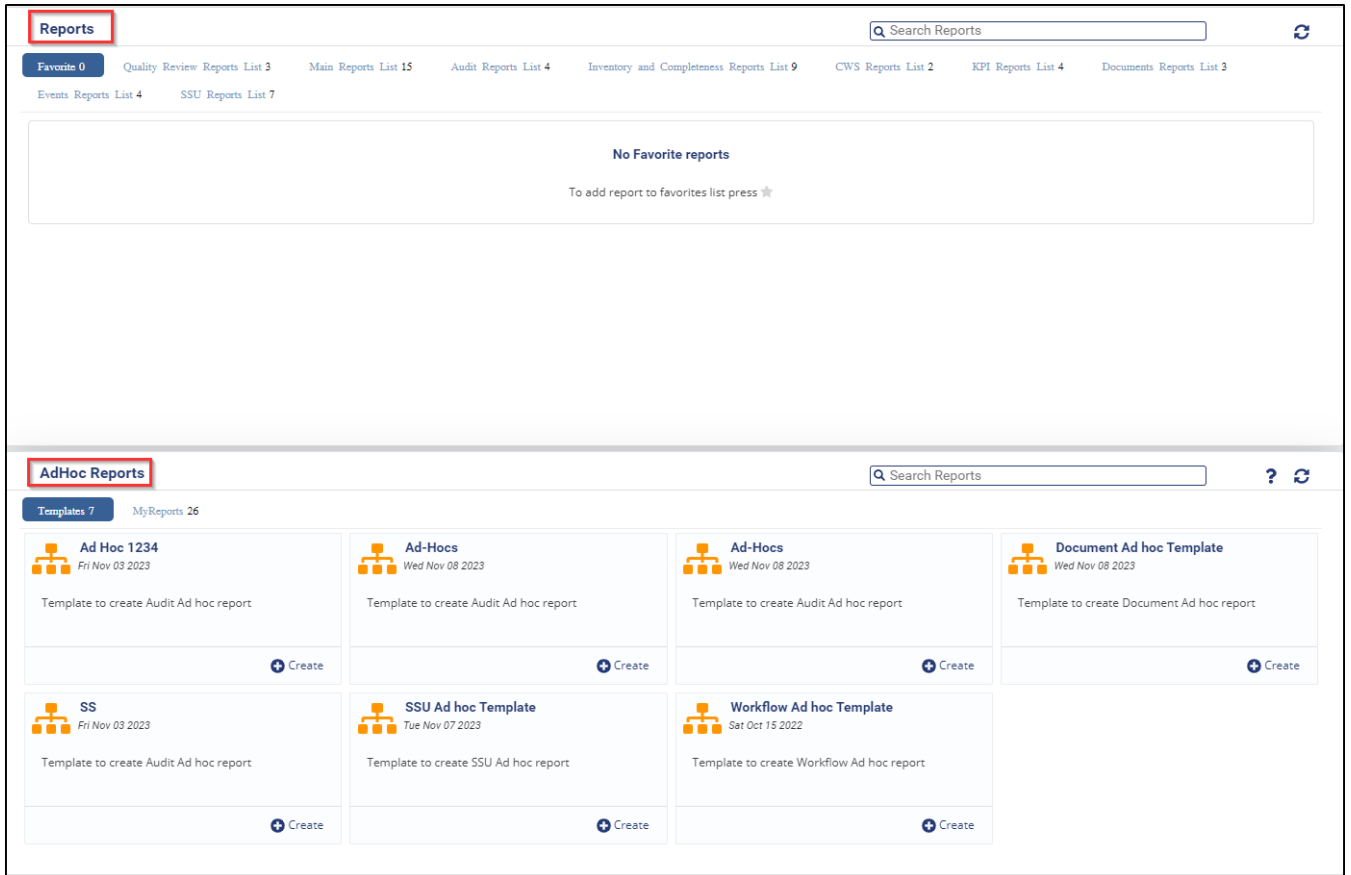 Reports
Search Reports
Favorite 0 Quality Review Reports List 3 Main Reports List 15 Audit Reports List 4 Inventory and Completeness Reports List 9 CWS Reports List 2 KPI Reports List 4 Documents Reports List 3
Events Reports List 4 SSU Reports List 7
No Favorite reports
To add report to favorites list press
AdHoc Reports
Search Reports
?
Templates 7 MyReports 26
Ad Hoc 1234
Fri Nov 03 2023
Template to create Audit Ad hoc report
Create
Ad-Hocs
Wed Nov 08 2023
Template to create Audit Ad hoc report
Create
Ad-Hocs
Wed Nov 08 2023
Template to create Audit Ad hoc report
Create
Document Ad hoc Template
Wed Nov 08 2023
Template to create Document Ad hoc report
Create
SS
Fri Nov 03 2023
Template to create Audit Ad hoc report
Create
SSU Ad hoc Template
Tue Nov 07 2023
Template to create SSU Ad hoc report
Create
Workflow Ad hoc Template
Sat Oct 15 2022
Template to create Workflow Ad hoc report
Create